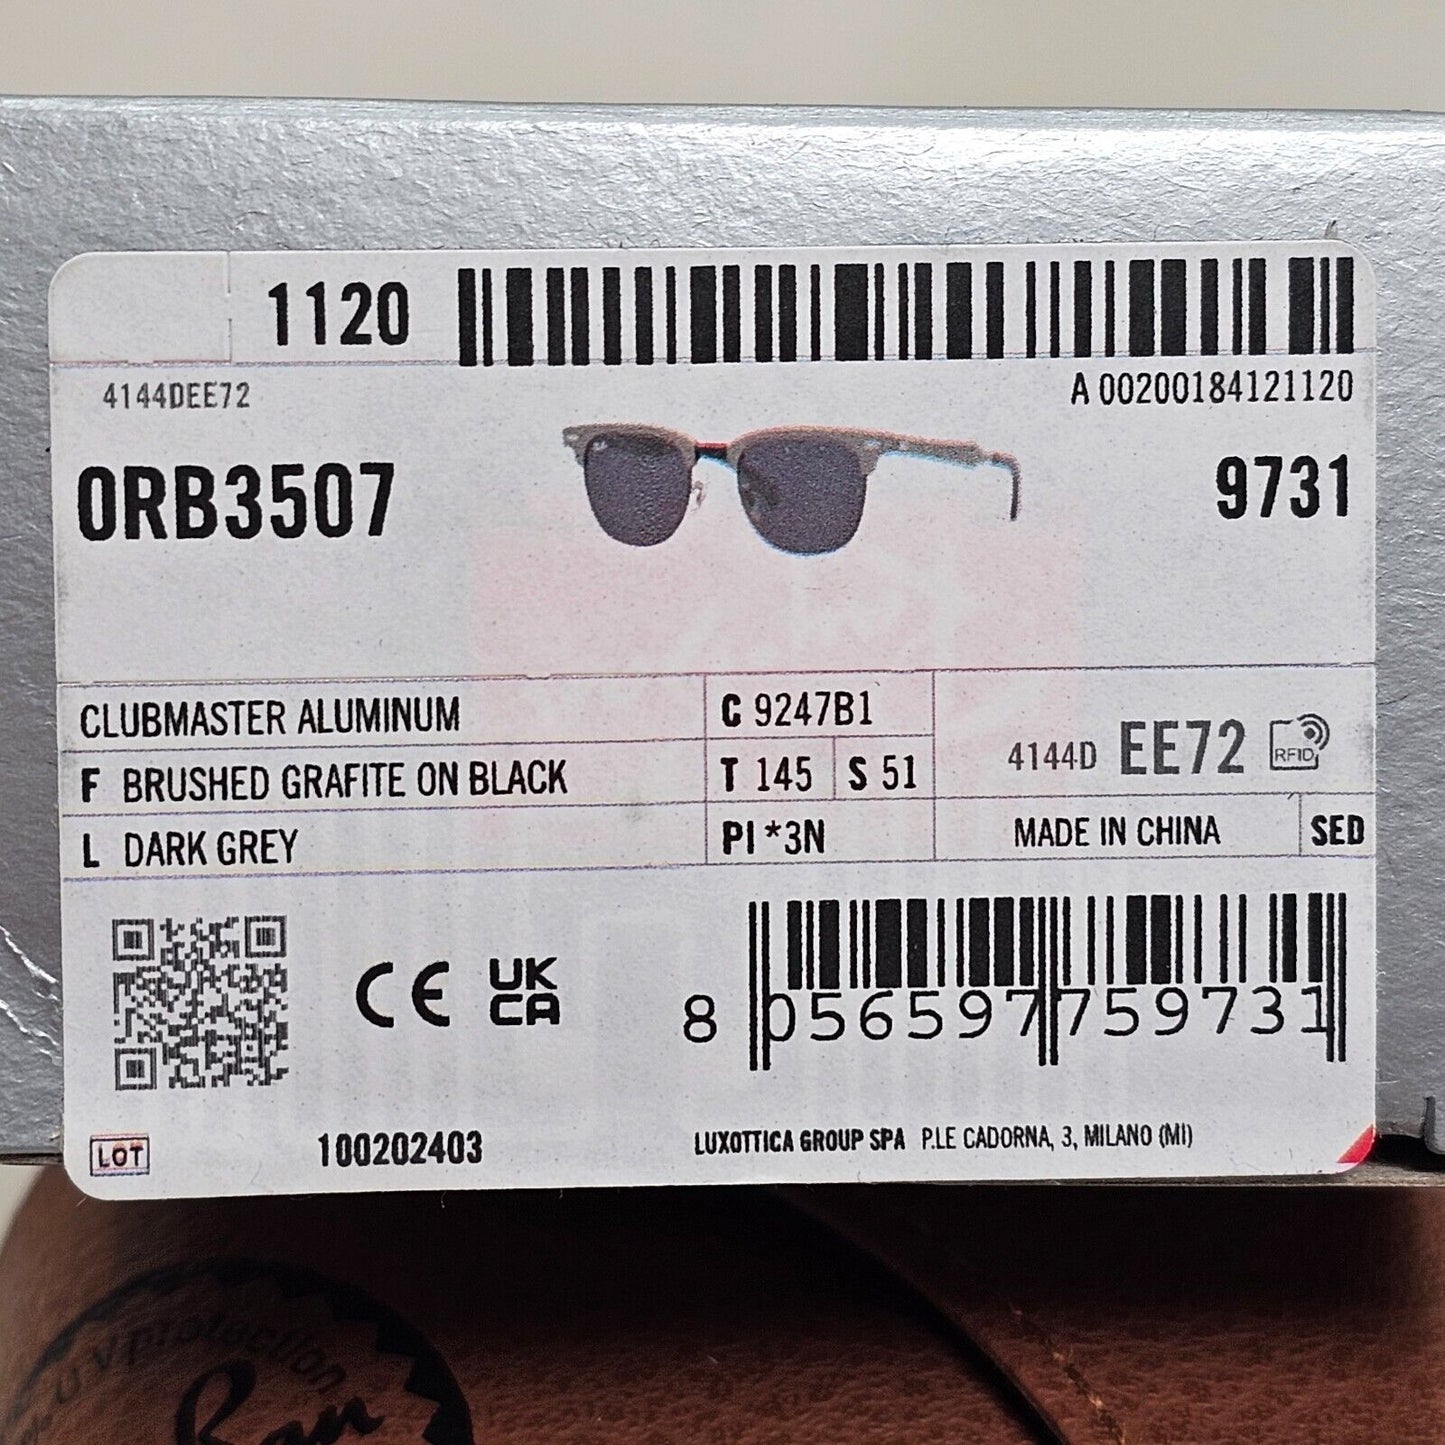 1120
4144DEE72
A 00200184121120
0RB3507
9731
CLUBMASTER ALUMINUM
C 9247B1
F BRUSHED GRAFITE ON BLACK
T 145
S 51
4144D EE72
RFID
L DARK GREY
PI *3N
MADE IN CHINA
SED
CE
UK
CA
8 056597 759731
LOT
100202403
LUXOTTICA GROUP SPA P.LE CADORNA, 3, MILANO (MI)
u.v protection
Ray